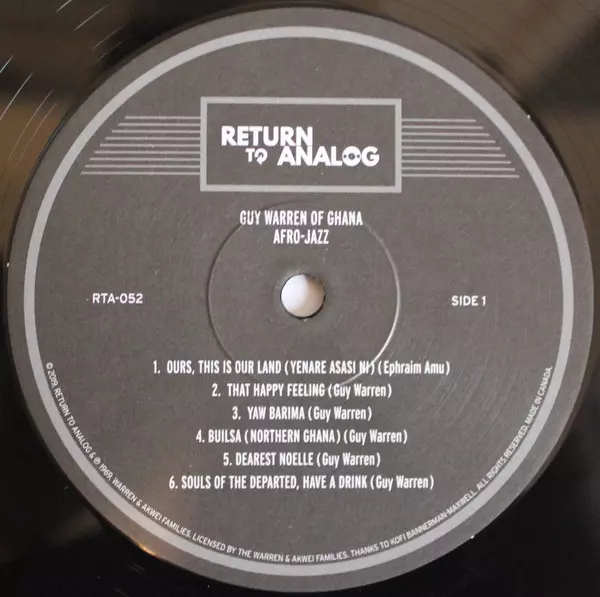 RETURN
TO ANALOG
GUY WARREN OF GHANA
AFRO-JAZZ
RTA-052
SIDE 1
1. OURS, THIS IS OUR LAND (YENARE ASASI NI) (Ephraim Amu)
2. THAT HAPPY FEELING (Guy Warren)
3. YAW BARIMA (Guy Warren)
4. BUILSA (NORTHERN GHANA) (Guy Warren)
5. DEAREST NOELLE (Guy Warren)
6. SOULS OF THE DEPARTED, HAVE A DRINK (Guy Warren)
© 2019, RETURN TO ANALOG & ℗ 1969, WARREN & AKWEI FAMILIES. LICENSED BY THE WARREN & AKWEI FAMILIES. THANKS TO KOFI BANNERMAN-MAXWELL. ALL RIGHTS RESERVED. MADE IN CANADA.